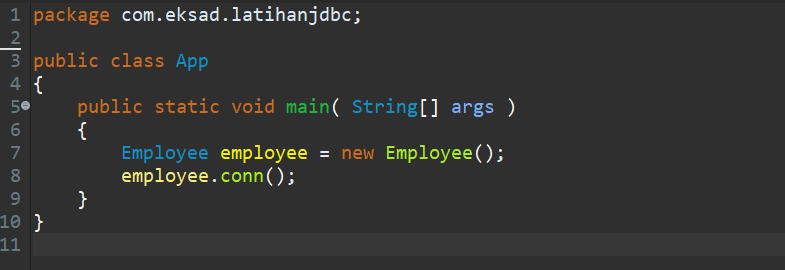 1 package com.eksad.latihanjdbc;
2
3 public class App
4 {
5     public static void main( String[] args )
6     {
7         Employee employee = new Employee();
8         employee.conn();
9     }
10 }
11